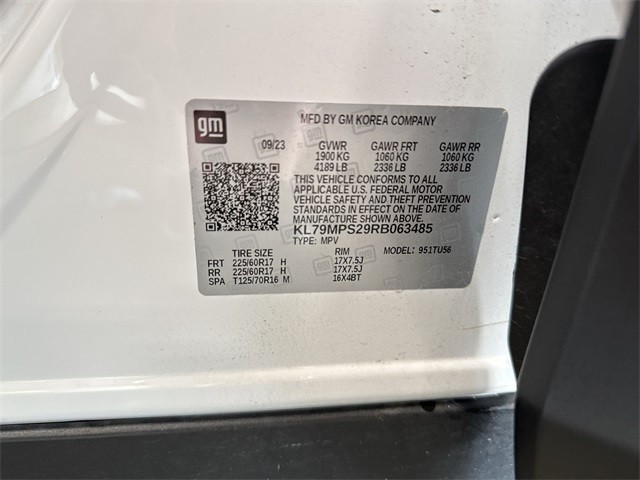 gm
MFD BY GM KOREA COMPANY
09/23 GVWR GAWR FRT GAWR RR
1900 KG 1060 KG 1060 KG
4189 LB 2336 LB 2336 LB
THIS VEHICLE CONFORMS TO ALL
APPLICABLE U.S. FEDERAL MOTOR
VEHICLE SAFETY AND THEFT PREVENTION
STANDARDS IN EFFECT ON THE DATE OF
MANUFACTURE SHOWN ABOVE.
KL79MPS29RB063485
TYPE: MPV MODEL: 951TU56
TIRE SIZE RIM
FRT 225/60R17 H 17X7.5J
RR 225/60R17 H 17X7.5J
SPA T125/70R16 M 16X4BT